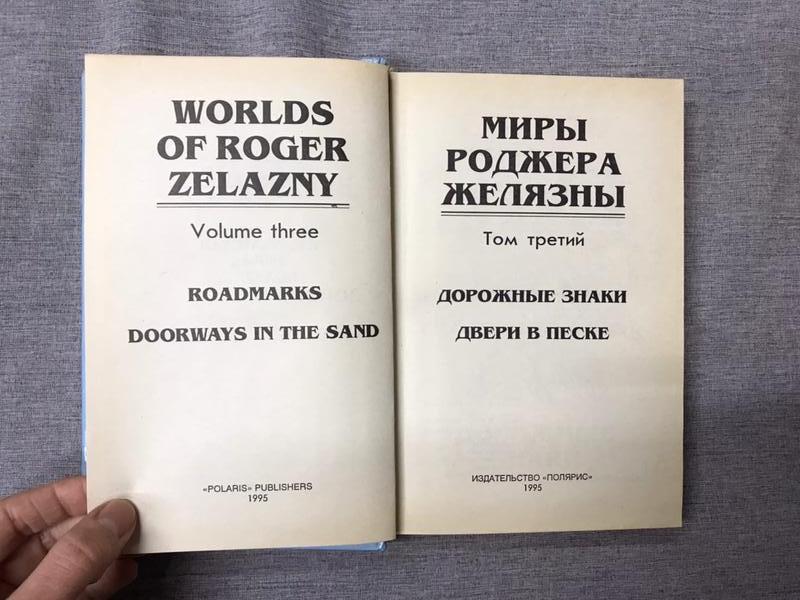 WORLDS
OF ROGER
ZELAZNY
Volume three
ROADMARKS
DOORWAYS IN THE SAND
«POLARIS» PUBLISHERS
1995
МИРЫ
РОДЖЕРА
ЖЕЛЯЗНЫ
Том третий
ДОРОЖНЫЕ ЗНАКИ
ДВЕРИ В ПЕСКЕ
ИЗДАТЕЛЬСТВО «ПОЛЯРИС»
1995